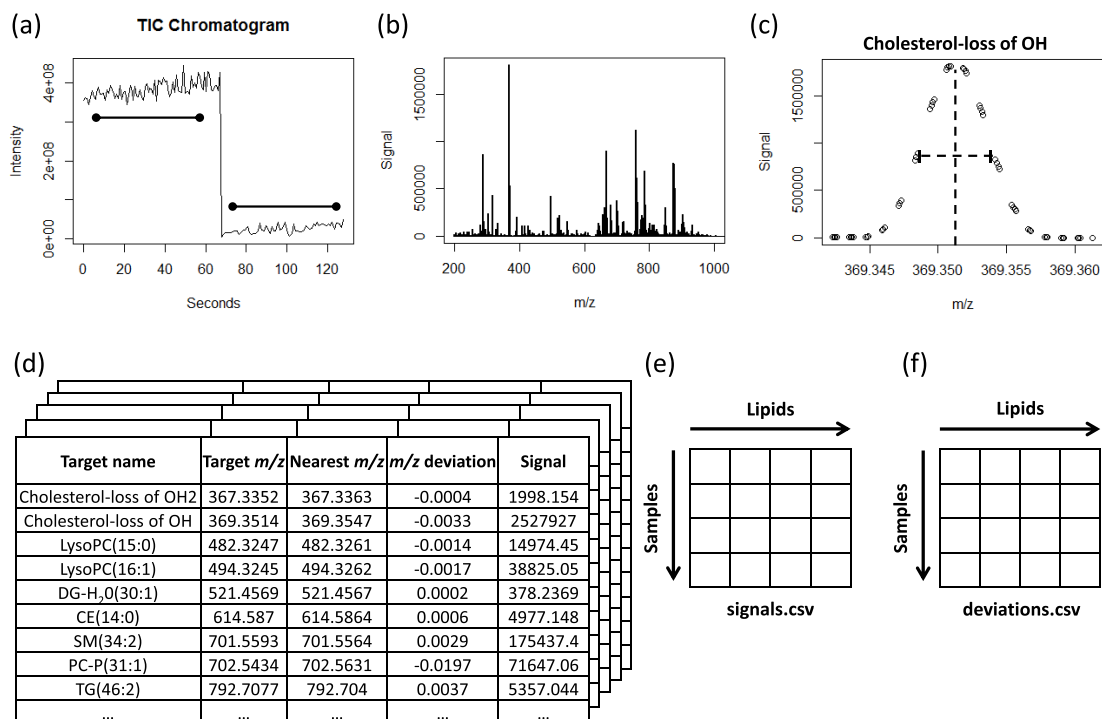 (a)
TIC Chromatogram
Intensity
0e+00 2e+08 4e+08
0 20 40 60 80 100 120
Seconds
(b)
Signal
0 500000 1500000
200 400 600 800 1000
m/z
(c)
Cholesterol-loss of OH
Signal
0 500000 1500000
369.345 369.350 369.355 369.360
m/z
(d)
Target name Target m/z Nearest m/z m/z deviation Signal
Cholesterol-loss of OH2 367.3352 367.3363 -0.0004 1998.154
Cholesterol-loss of OH 369.3514 369.3547 -0.0033 2527927
LysoPC(15:0) 482.3247 482.3261 -0.0014 14974.45
LysoPC(16:1) 494.3245 494.3262 -0.0017 38825.05
DG-H₂0(30:1) 521.4569 521.4567 0.0002 378.2369
CE(14:0) 614.587 614.5864 0.0006 4977.148
SM(34:2) 701.5593 701.5564 0.0029 175437.4
PC-P(31:1) 702.5434 702.5631 -0.0197 71647.06
TG(46:2) 792.7077 792.704 0.0037 5357.044
... ... ... ... ...
(e)
Lipids
Samples
signals.csv
(f)
Lipids
Samples
deviations.csv